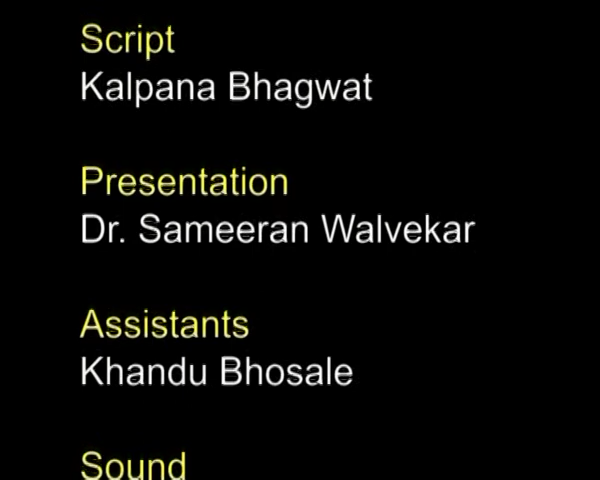 Script
Kalpana Bhagwat
Presentation
Dr. Sameeran Walvekar
Assistants
Khandu Bhosale
Sound